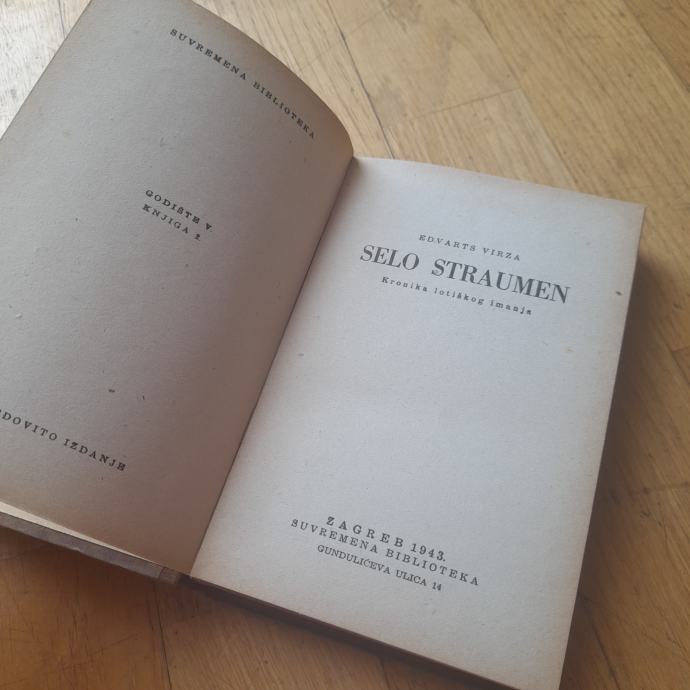 SUVREMENA BIBLIOTEKA
GODIŠTE V.
KNJIGA 2.
IZDANJE
EDVARTS VIRZA
SELO STRAUMEN
Kronika lotiškog imanja
ZAGREB 1943.
SUVREMENA BIBLIOTEKA
GUNDULIĆEVA ULICA 14